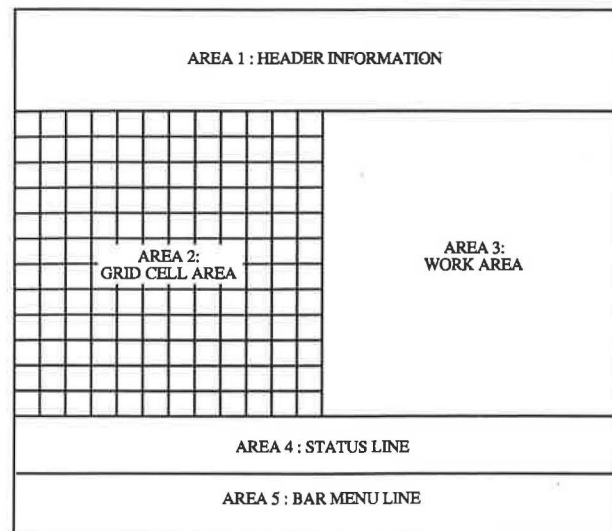 AREA 1 : HEADER INFORMATION
AREA 2:
GRID CELL AREA
AREA 3:
WORK AREA
AREA 4 : STATUS LINE
AREA 5 : BAR MENU LINE